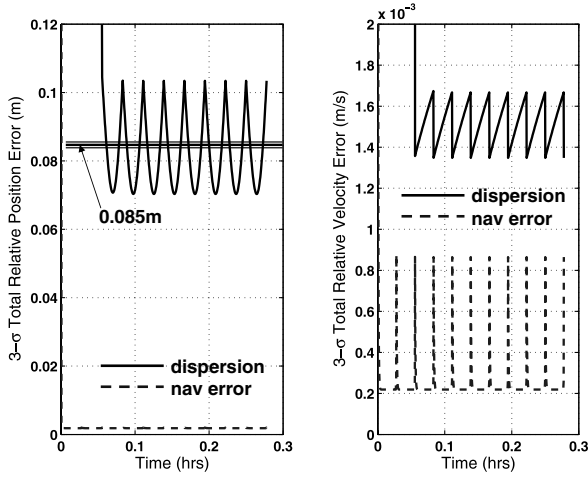 0.12
0.1
0.08
0.06
0.04
0.02
0
0
0.1
0.2
0.3
3−σ Total Relative Position Error (m)
Time (hrs)
0.085m
dispersion
nav error
x 10⁻³
2
1.8
1.6
1.4
1.2
1
0.8
0.6
0.4
0.2
0
0
0.1
0.2
0.3
3−σ Total Relative Velocity Error (m/s)
Time (hrs)
dispersion
nav error